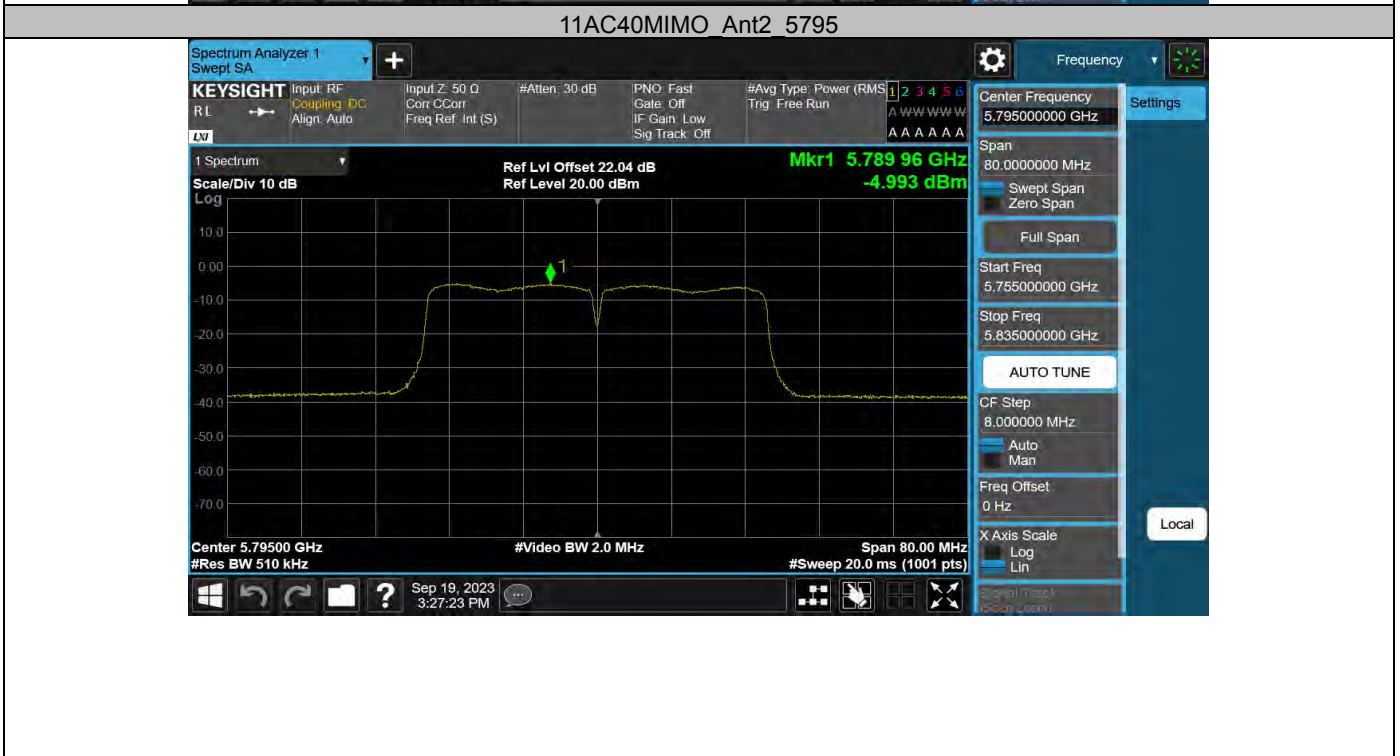 11AC40MIMO_Ant2_5795
Spectrum Analyzer 1
Swept SA
Frequency
KEYSIGHT
RL
LXI
Input: RF
Coupling: DC
Align: Auto
Input Z: 50 Ω
Corr CCorr
Freq Ref: Int (S)
#Atten: 30 dB
PNO: Fast
Gate: Off
IF Gain: Low
Sig Track: Off
#Avg Type: Power (RMS
Trig: Free Run
1 2 3 4 5 6
A W W W W W
A A A A A A
Center Frequency
5.795000000 GHz
Settings
1 Spectrum
Scale/Div 10 dB
Log
Ref Lvl Offset 22.04 dB
Ref Level 20.00 dBm
Mkr1 5.789 96 GHz
-4.993 dBm
Span
80.0000000 MHz
Swept Span
Zero Span
Full Span
Start Freq
5.755000000 GHz
Stop Freq
5.835000000 GHz
AUTO TUNE
CF Step
8.000000 MHz
Auto
Man
Freq Offset
0 Hz
X Axis Scale
Log
Lin
Signal Track
(Span Zoom)
Local
10.0
0.00
-10.0
-20.0
-30.0
-40.0
-50.0
-60.0
-70.0
1
Center 5.79500 GHz
#Res BW 510 kHz
#Video BW 2.0 MHz
Span 80.00 MHz
#Sweep 20.0 ms (1001 pts)
?
Sep 19, 2023
3:27:23 PM